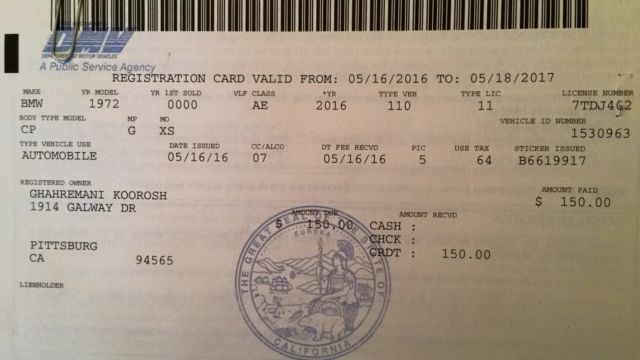 DMV
DEPARTMENT OF MOTOR VEHICLES
A Public Service Agency
REGISTRATION CARD VALID FROM: 05/16/2016 TO: 05/18/2017
MAKE YR MODEL YR 1ST SOLD VLF CLASS *YR TYPE VEH TYPE LIC LICENSE NUMBER
BMW 1972 0000 AE 2016 110 11 7TDJ402
BODY TYPE MODEL MP MO VEHICLE ID NUMBER
CP G XS 1530963
TYPE VEHICLE USE DATE ISSUED CC/ALCO DT FEE RECVD PIC USE TAX STICKER ISSUED
AUTOMOBILE 05/16/16 07 05/16/16 5 64 B6619917
REGISTERED OWNER AMOUNT PAID
GHAHREMANI KOOROSH $ 150.00
1914 GALWAY DR
AMOUNT DUE AMOUNT RECVD
$ 150.00 CASH :
CHCK :
CRDT : 150.00
PITTSBURG
CA 94565
LIENHOLDER
THE GREAT SEAL OF THE STATE OF CALIFORNIA
EUREKA